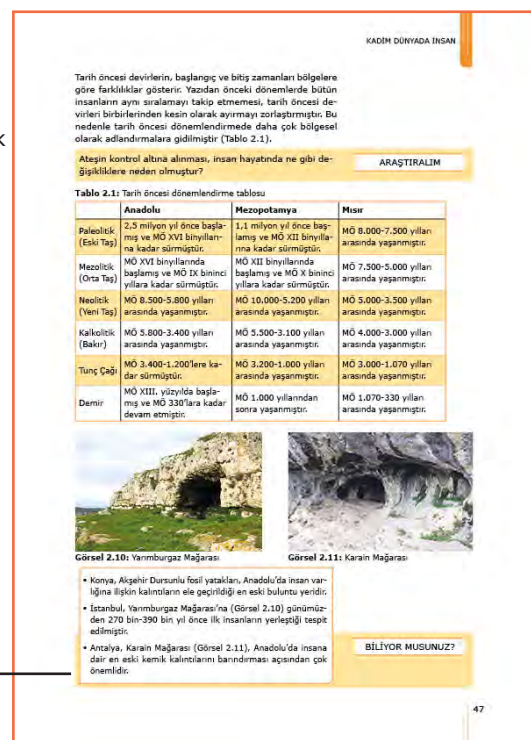 KADİM DÜNYADA İNSAN
Tarih öncesi devirlerin, başlangıç ve bitiş zamanları bölgelere
göre farklılıklar gösterir. Yazıdan önceki dönemlerde bütün
insanların aynı sıralamayı takip etmemesi, tarih öncesi de-
virleri birbirlerinden kesin olarak ayırmayı zorlaştırmıştır. Bu
nedenle tarih öncesi dönemlendirmede daha çok bölgesel
olarak adlandırmalara gidilmiştir (Tablo 2.1).
K
Ateşin kontrol altına alınması, insan hayatında ne gibi de-
ğişikliklere neden olmuştur?
ARAŞTIRALIM
Tablo 2.1: Tarih öncesi dönemlendirme tablosu
Anadolu Mezopotamya Mısır
Paleolitik
(Eski Taş)
2,5 milyon yıl önce başla-
mış ve MÖ XVI binyılları-
na kadar sürmüştür.
1,1 milyon yıl önce baş-
lamış ve MÖ XII binyılla-
rına kadar sürmüştür.
MÖ 8.000-7.500 yılları
arasında yaşanmıştır.
Mezolitik
(Orta Taş)
MÖ XVI binyıllarında
başlamış ve MÖ IX bininci
yıllara kadar sürmüştür.
MÖ XII binyıllarında
başlamış ve MÖ X bininci
yıllara kadar sürmüştür.
MÖ 7.500-5.000 yılları
arasında yaşanmıştır.
Neolitik
(Yeni Taş)
MÖ 8.500-5.800 yılları
arasında yaşanmıştır.
MÖ 10.000-5.200 yılları
arasında yaşanmıştır.
MÖ 5.000-3.500 yılları
arasında yaşanmıştır.
Kalkolitik
(Bakır)
MÖ 5.800-3.400 yılları
arasında yaşanmıştır.
MÖ 5.500-3.100 yılları
arasında yaşanmıştır.
MÖ 4.000-3.000 yılları
arasında yaşanmıştır.
Tunç Çağı
MÖ 3.400-1.200'lere ka-
dar sürmüştür.
MÖ 3.200-1.000 yılları
arasında yaşanmıştır.
MÖ 3.000-1.070 yılları
arasında yaşanmıştır.
Demir
MÖ XIII. yüzyılda başla-
mış ve MÖ 330'lara kadar
devam etmiştir.
MÖ 1.000 yıllarından
sonra yaşanmıştır.
MÖ 1.070-330 yılları
arasında yaşanmıştır.
Görsel 2.10: Yarımburgaz Mağarası
Görsel 2.11: Karain Mağarası
• Konya, Akşehir Dursunlu fosil yatakları, Anadolu'da insan var-
lığına ilişkin kalıntıların ele geçirildiği en eski buluntu yeridir.
• İstanbul, Yarımburgaz Mağarası'na (Görsel 2.10) günümüz-
den 270 bin-390 bin yıl önce ilk insanların yerleştiği tespit
edilmiştir.
• Antalya, Karain Mağarası (Görsel 2.11), Anadolu'da insana
dair en eski kemik kalıntılarını barındırması açısından çok
önemlidir.
BİLİYOR MUSUNUZ?
47